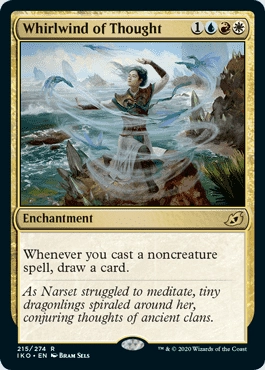 Whirlwind of Thought 1
Enchantment
Whenever you cast a noncreature
spell, draw a card.
As Narset struggled to meditate, tiny
dragonlings spiraled around her,
conjuring thoughts of ancient clans.
215/274 R
IKO • EN BRAM SELS
™ & © 2020 Wizards of the Coast